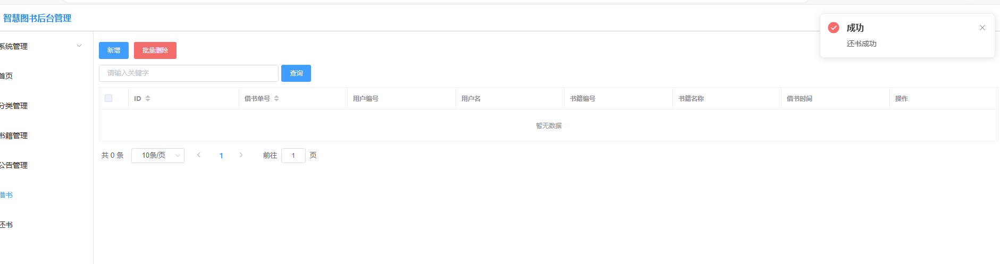 智慧图书后台管理
成功
还书成功
系统管理
首页
分类管理
书籍管理
公告管理
借书
还书
新增 批量删除
请输入关键字 查询
ID 借书单号 用户编号 用户名 书籍编号 书籍名称 借书时间 操作
暂无数据
共 0 条 10条/页 1 前往 1 页